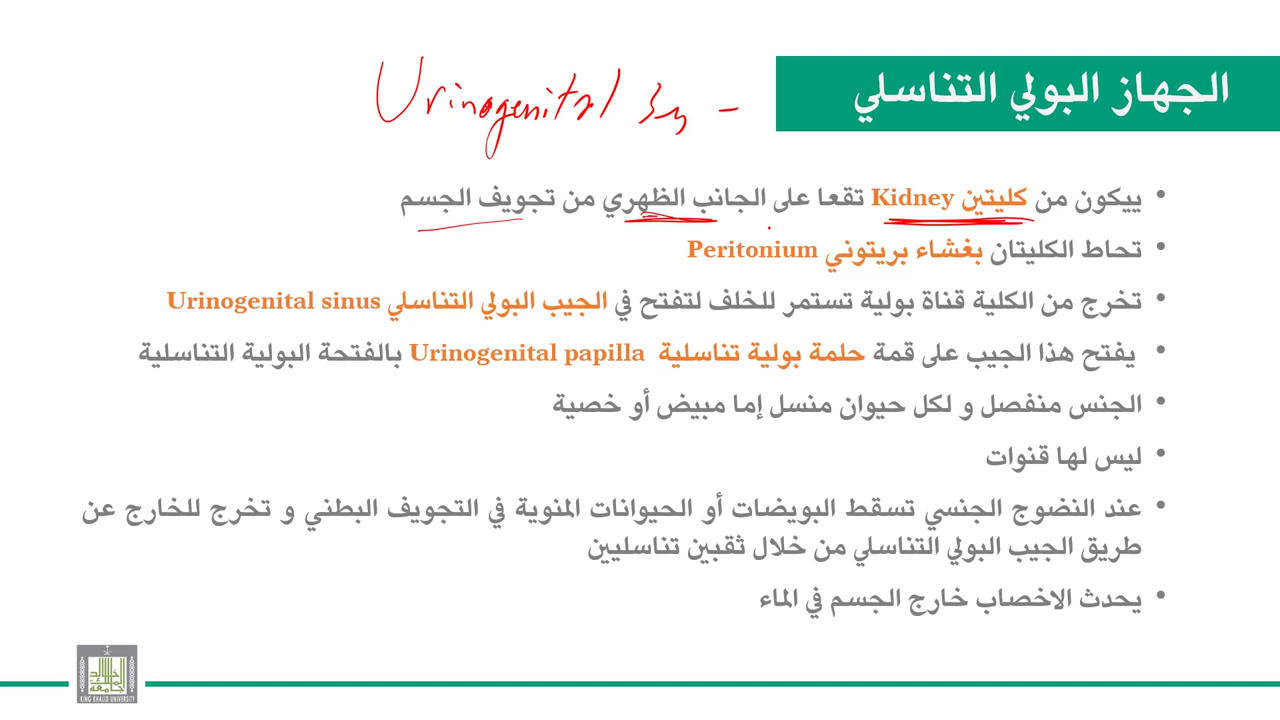 الجهاز البولي التناسلي
Urinogenital sy -
• ييكون من كليتين Kidney تقعا على الجانب الظهري من تجويف الجسم
• تحاط الكليتان بغشاء بريتوني Peritonium
• تخرج من الكلية قناة بولية تستمر للخلف لتفتح في الجيب البولي التناسلي Urinogenital sinus
• يفتح هذا الجيب على قمة حلمة بولية تناسلية Urinogenital papilla بالفتحة البولية التناسلية
• الجنس منفصل و لكل حيوان منسل إما مبيض أو خصية
• ليس لها قنوات
• عند النضوج الجنسي تسقط البويضات أو الحيوانات المنوية في التجويف البطني و تخرج للخارج عن
طريق الجيب البولي التناسلي من خلال ثقبين تناسليين
• يحدث الاخصاب خارج الجسم في الماء
KING KHALID UNIVERSITY